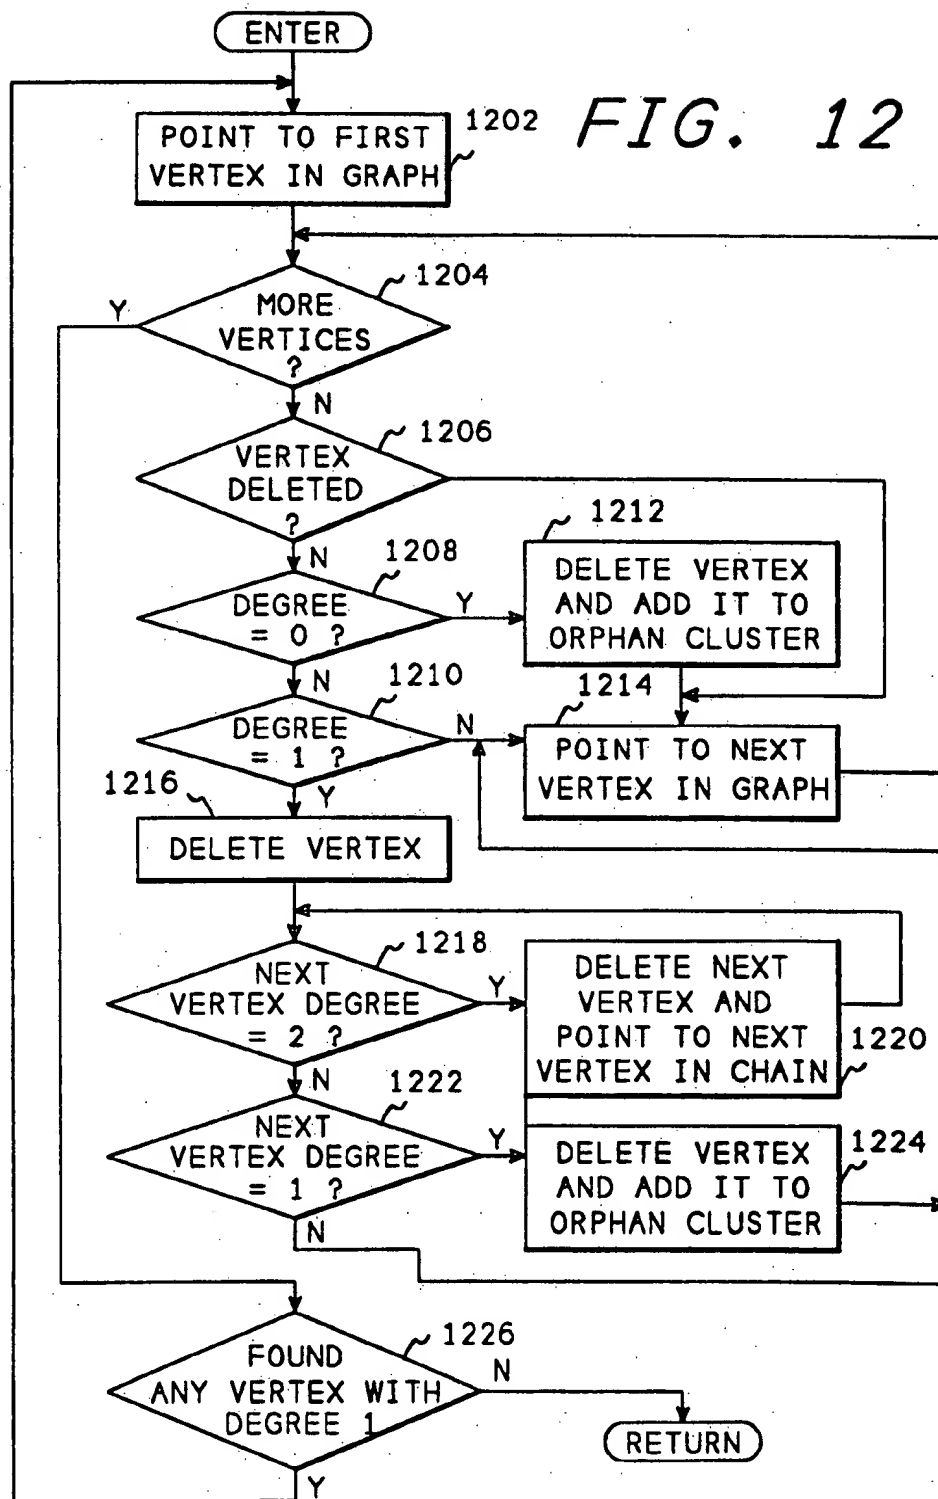 ENTER
FIG. 12
1202
POINT TO FIRST
VERTEX IN GRAPH
1204
Y
MORE
VERTICES
?
N
1206
VERTEX
DELETED
?
N
1208
1212
DELETE VERTEX
AND ADD IT TO
ORPHAN CLUSTER
DEGREE
= 0 ?
Y
N
1210
1214
DEGREE
= 1 ?
N
POINT TO NEXT
VERTEX IN GRAPH
Y
1216
DELETE VERTEX
1218
NEXT
VERTEX DEGREE
= 2 ?
Y
DELETE NEXT
VERTEX AND
POINT TO NEXT
VERTEX IN CHAIN
1220
N
1222
NEXT
VERTEX DEGREE
= 1 ?
Y
DELETE VERTEX
AND ADD IT TO
ORPHAN CLUSTER
1224
N
1226
FOUND
ANY VERTEX WITH
DEGREE 1
N
RETURN
Y